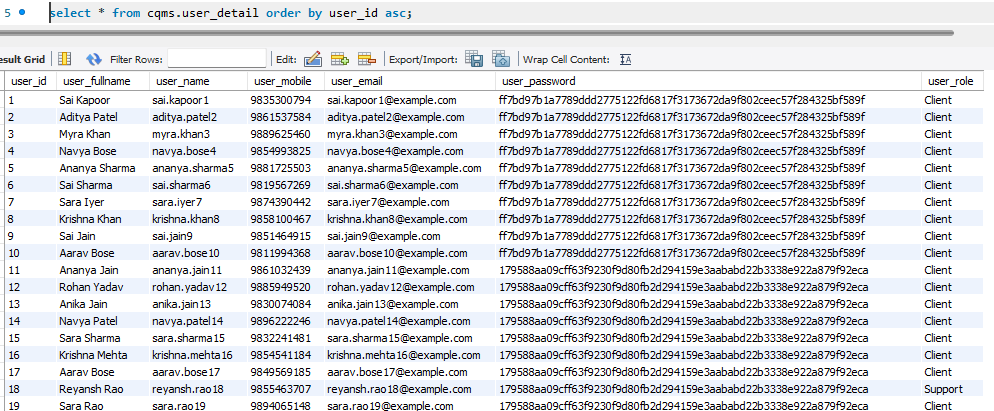 5 select * from cqms.user_detail order by user_id asc;
esult Grid Filter Rows: Edit: Export/Import: Wrap Cell Content: IA
user_id user_fullname user_name user_mobile user_email user_password user_role
1 Sai Kapoor sai.kapoor1 9835300794 sai.kapoor1@example.com ff7bd97b1a7789ddd2775122fd6817f3173672da9f802ceec57f284325bf589f Client
2 Aditya Patel aditya.patel2 9861537584 aditya.patel2@example.com ff7bd97b1a7789ddd2775122fd6817f3173672da9f802ceec57f284325bf589f Client
3 Myra Khan myra.khan3 9889625460 myra.khan3@example.com ff7bd97b1a7789ddd2775122fd6817f3173672da9f802ceec57f284325bf589f Client
4 Navya Bose navya.bose4 9854993825 navya.bose4@example.com ff7bd97b1a7789ddd2775122fd6817f3173672da9f802ceec57f284325bf589f Client
5 Ananya Sharma ananya.sharma5 9881725503 ananya.sharma5@example.com ff7bd97b1a7789ddd2775122fd6817f3173672da9f802ceec57f284325bf589f Client
6 Sai Sharma sai.sharma6 9819567269 sai.sharma6@example.com ff7bd97b1a7789ddd2775122fd6817f3173672da9f802ceec57f284325bf589f Client
7 Sara Iyer sara.iyer7 9874390442 sara.iyer7@example.com ff7bd97b1a7789ddd2775122fd6817f3173672da9f802ceec57f284325bf589f Client
8 Krishna Khan krishna.khan8 9858100467 krishna.khan8@example.com ff7bd97b1a7789ddd2775122fd6817f3173672da9f802ceec57f284325bf589f Client
9 Sai Jain sai.jain9 9851464915 sai.jain9@example.com ff7bd97b1a7789ddd2775122fd6817f3173672da9f802ceec57f284325bf589f Client
10 Aarav Bose aarav.bose10 9811994368 aarav.bose10@example.com ff7bd97b1a7789ddd2775122fd6817f3173672da9f802ceec57f284325bf589f Client
11 Ananya Jain ananya.jain11 9861032439 ananya.jain11@example.com 179588aa09cff63f9230f9d80fb2d294159e3aababd22b3338e922a879f92eca Client
12 Rohan Yadav rohan.yadav12 9885949520 rohan.yadav12@example.com 179588aa09cff63f9230f9d80fb2d294159e3aababd22b3338e922a879f92eca Client
13 Anika Jain anika.jain13 9830074084 anika.jain13@example.com 179588aa09cff63f9230f9d80fb2d294159e3aababd22b3338e922a879f92eca Client
14 Navya Patel navya.patel14 9896222246 navya.patel14@example.com 179588aa09cff63f9230f9d80fb2d294159e3aababd22b3338e922a879f92eca Client
15 Sara Sharma sara.sharma15 9832241481 sara.sharma15@example.com 179588aa09cff63f9230f9d80fb2d294159e3aababd22b3338e922a879f92eca Client
16 Krishna Mehta krishna.mehta16 9854541184 krishna.mehta16@example.com 179588aa09cff63f9230f9d80fb2d294159e3aababd22b3338e922a879f92eca Client
17 Aarav Bose aarav.bose17 9849569185 aarav.bose17@example.com 179588aa09cff63f9230f9d80fb2d294159e3aababd22b3338e922a879f92eca Client
18 Reyansh Rao reyansh.rao18 9855463707 reyansh.rao18@example.com 179588aa09cff63f9230f9d80fb2d294159e3aababd22b3338e922a879f92eca Support
19 Sara Rao sara.rao19 9894065148 sara.rao19@example.com 179588aa09cff63f9230f9d80fb2d294159e3aababd22b3338e922a879f92eca Client